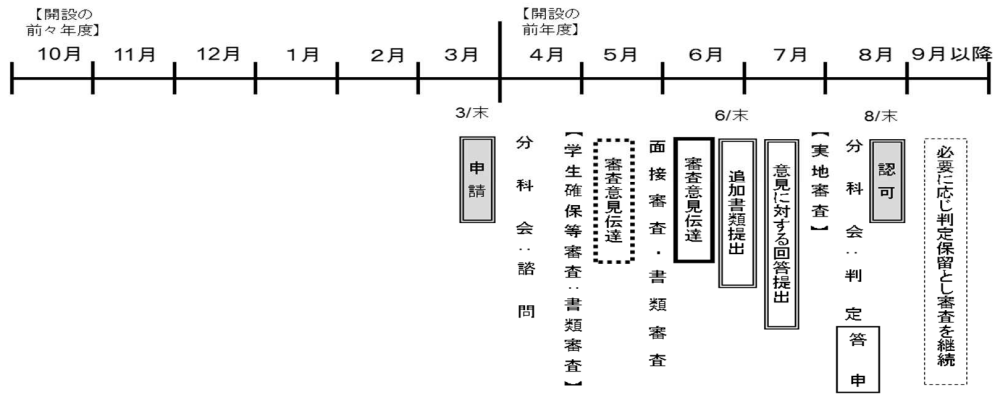 【開設の
前々年度】
【開設の
前年度】
10月
11月
12月
1月
2月
3月
4月
5月
6月
7月
8月
9月以降
3/末
6/末
8/末
申請
分科会：諮問
【学生確保等審査：書類審査】
審査意見伝達
面接審査・書類審査
審査意見伝達
追加書類提出
意見に対する回答提出
【実地審査】
分科会：判定
答申
認可
必要に応じ判定保留とし審査を継続